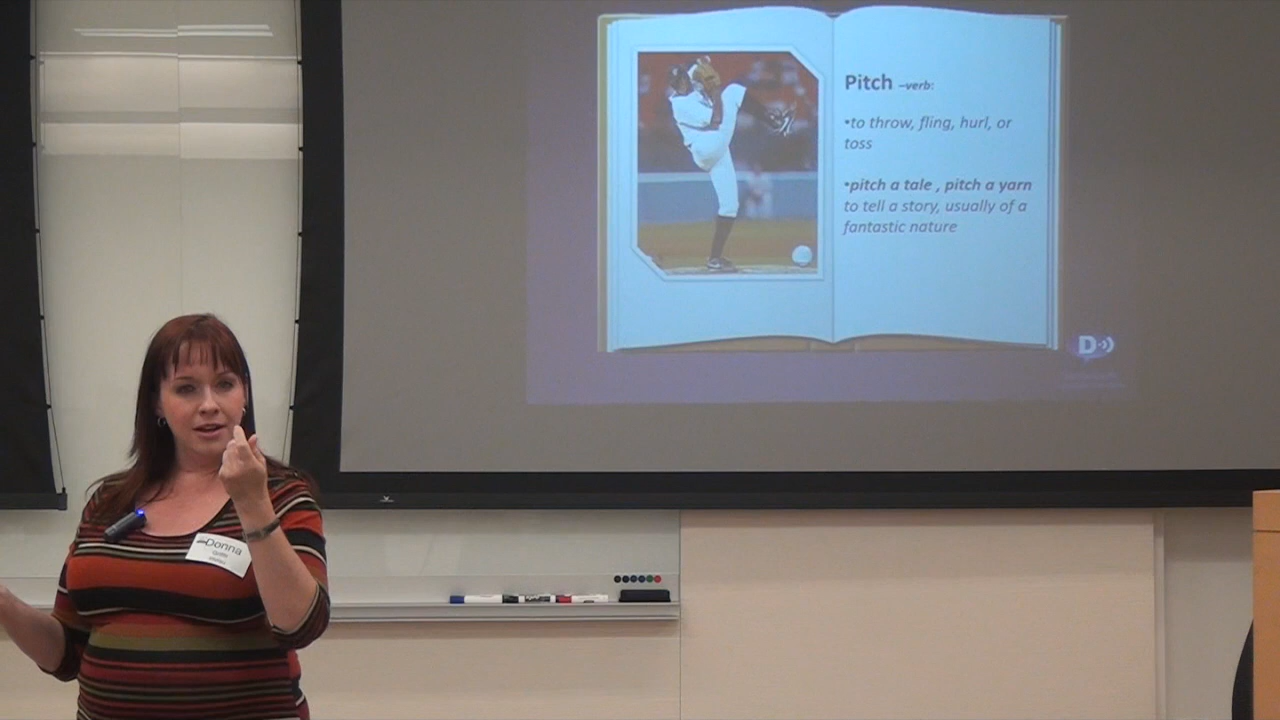 Pitch –verb:
•to throw, fling, hurl, or
toss
•pitch a tale , pitch a yarn
to tell a story, usually of a
fantastic nature
D
Donna